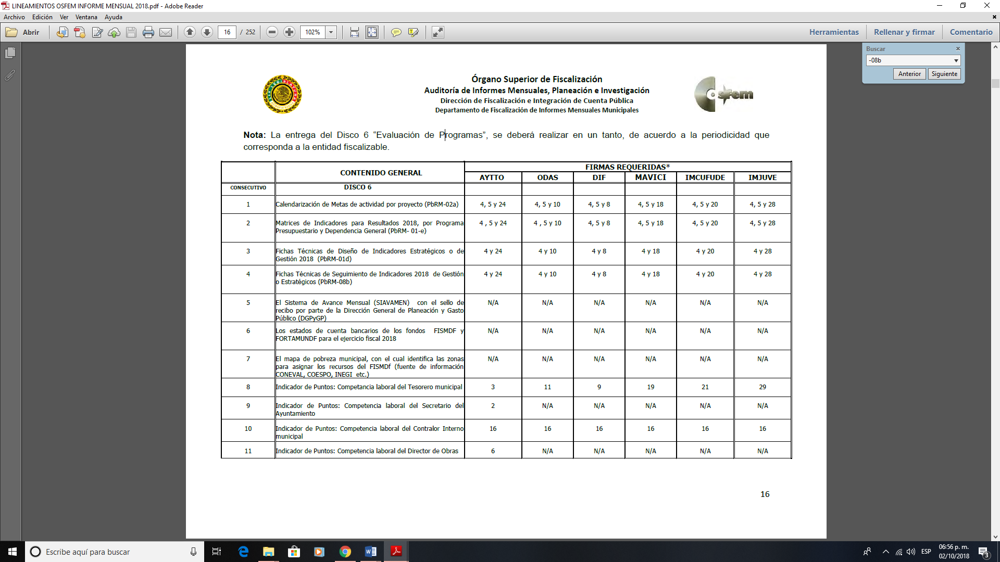 LINEAMIENTOS OSFEM INFORME MENSUAL 2018.pdf - Adobe Reader
Archivo Edición Ver Ventana Ayuda
Abrir 16 / 252 102% Herramientas Rellenar y firmar Comentario
Buscar
-08b
Anterior Siguiente
LIX LEGISLATURA
Órgano Superior de Fiscalización
Auditoría de Informes Mensuales, Planeación e Investigación
Dirección de Fiscalización e Integración de Cuenta Pública
Departamento de Fiscalización de Informes Mensuales Municipales
osfem
Nota: La entrega del Disco 6 “Evaluación de Programas”, se deberá realizar en un tanto, de acuerdo a la periodicidad que
corresponda a la entidad fiscalizable.
CONTENIDO GENERAL FIRMAS REQUERIDAS*
AYTTO ODAS DIF MAVICI IMCUFUDE IMJUVE
CONSECUTIVO DISCO 6
1 Calendarización de Metas de actividad por proyecto (PbRM-02a) 4, 5 y 24 4, 5 y 10 4, 5 y 8 4, 5 y 18 4, 5 y 20 4, 5 y 28
2 Matrices de Indicadores para Resultados 2018, por Programa 4 , 5 y 24 4 , 5 y 10 4, 5 y 8 4, 5 y 18 4, 5 y 20 4, 5 y 28
Presupuestario y Dependencia General (PbRM- 01-e)
3 Fichas Técnicas de Diseño de Indicadores Estratégicos o de 4 y 24 4 y 10 4 y 8 4 y 18 4 y 20 4 y 28
Gestión 2018 (PbRM-01d)
4 Fichas Técnicas de Seguimiento de Indicadores 2018 de Gestión 4 y 24 4 y 10 4 y 8 4 y 18 4 y 20 4 y 28
o Estratégicos (PbRM-08b)
5 El Sistema de Avance Mensual (SIAVAMEN) con el sello de N/A N/A N/A N/A N/A N/A
recibo por parte de la Dirección General de Planeación y Gasto
Público (DGPyGP)
6 Los estados de cuenta bancarios de los fondos FISMDF y N/A N/A N/A N/A N/A N/A
FORTAMUNDF para el ejercicio fiscal 2018
7 El mapa de pobreza municipal, con el cual identifica las zonas N/A N/A N/A N/A N/A N/A
para asignar los recursos del FISMDf (fuente de información
CONEVAL, COESPO, INEGI etc.)
8 Indicador de Puntos: Competancia laboral del Tesorero municipal 3 11 9 19 21 29
9 Indicador de Puntos: Competencia laboral del Secretario del 2 N/A N/A N/A N/A N/A
Ayuntamiento
10 Indicador de Puntos: Competencia laboral del Contralor Interno 16 16 16 16 16 16
municipal
11 Indicador de Puntos: Competencia laboral del Director de Obras 6 N/A N/A N/A N/A N/A
16
Escribe aquí para buscar
ESP
06:56 p. m.
02/10/2018
3